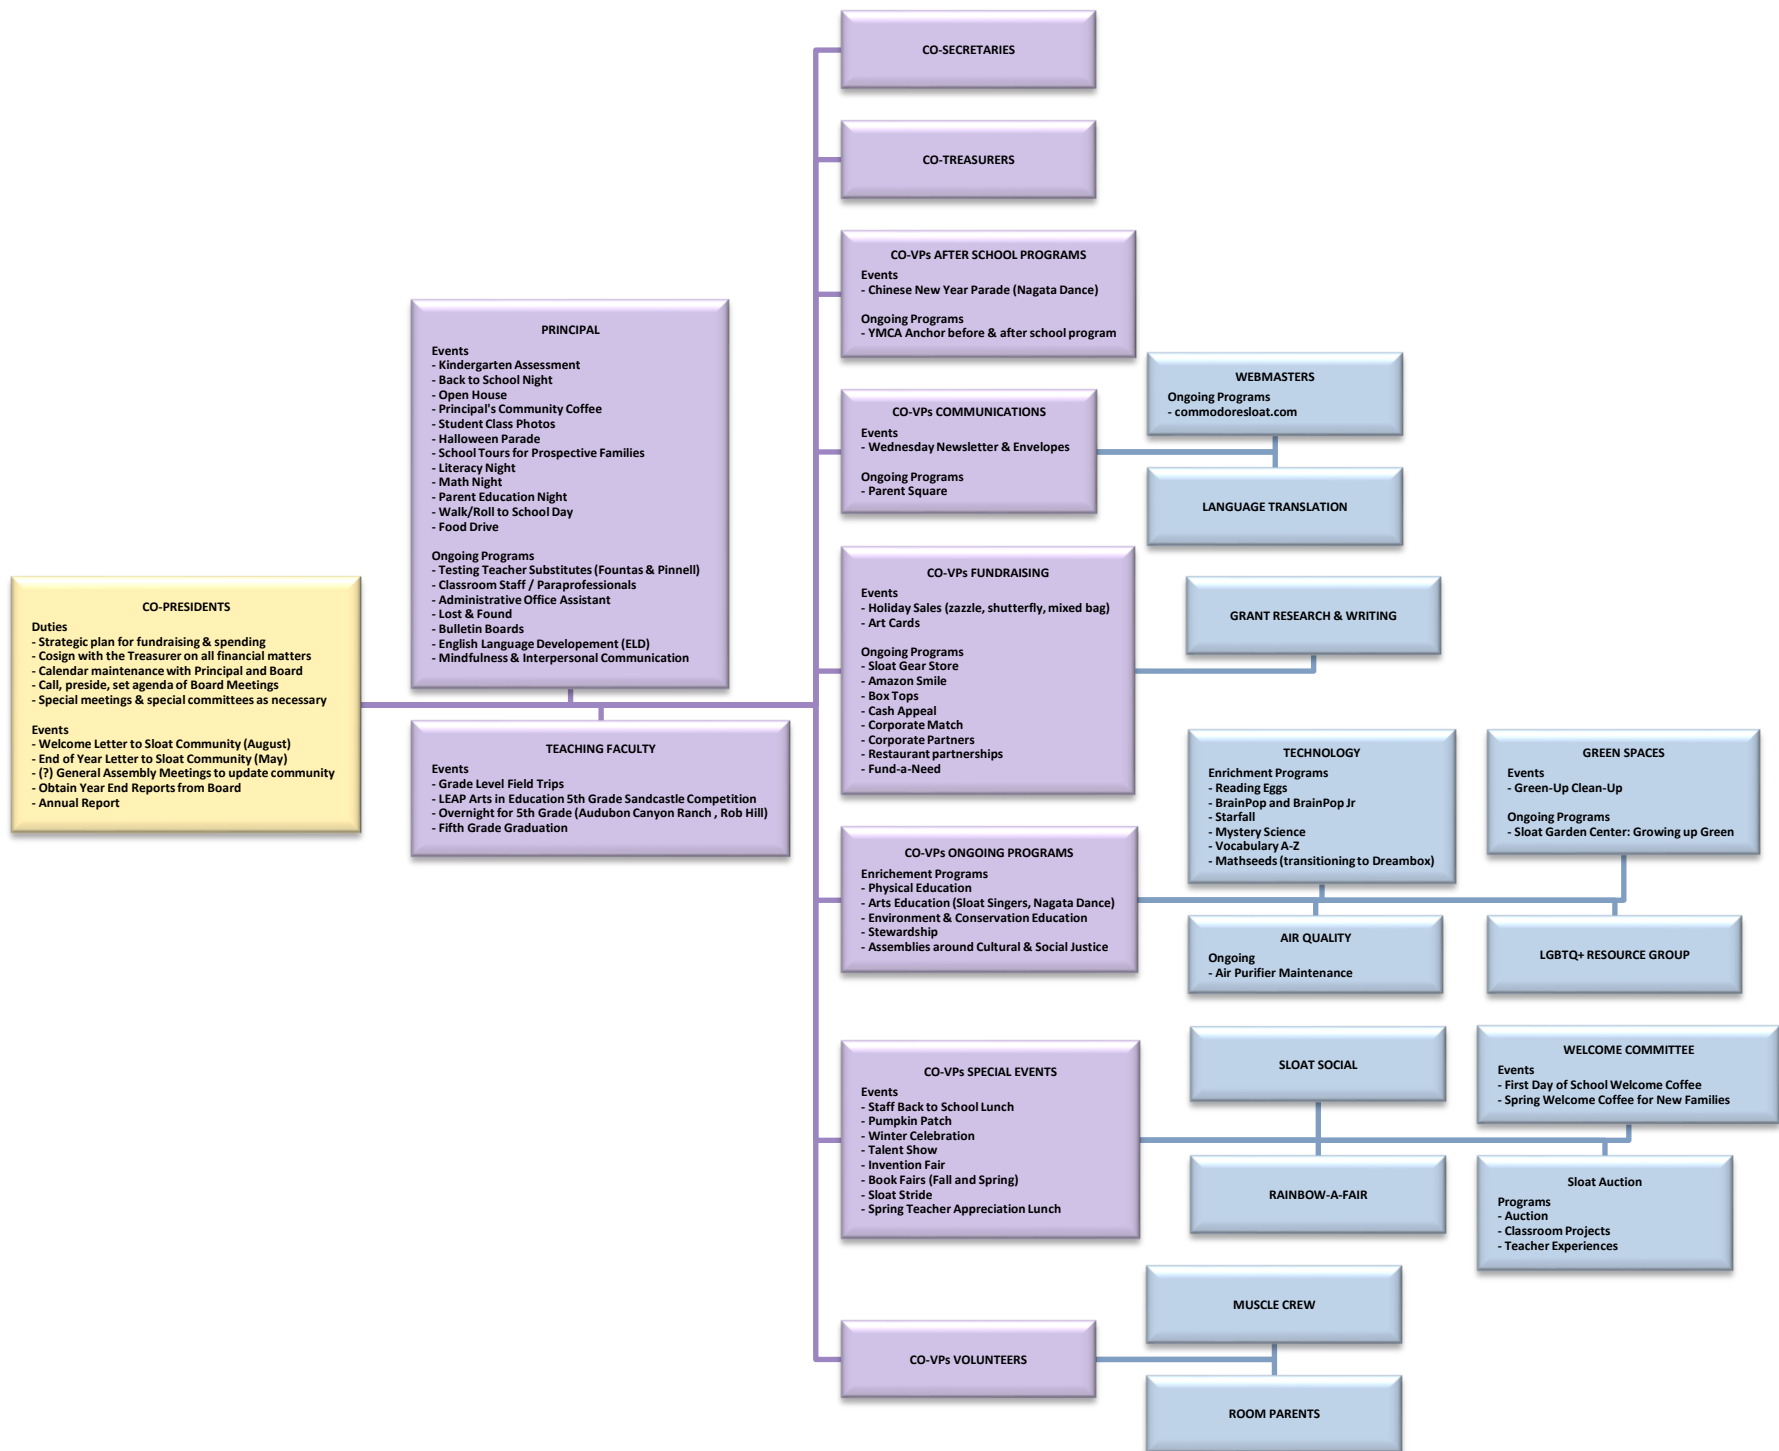 CO-PRESIDENTS
Duties
- Strategic plan for fundraising & spending
- Cosign with the Treasurer on all financial matters
- Calendar maintenance with Principal and Board
- Call, preside, set agenda of Board Meetings
- Special meetings & special committees as necessary
Events
- Welcome Letter to Sloat Community (August)
- End of Year Letter to Sloat Community (May)
- (?) General Assembly Meetings to update community
- Obtain Year End Reports from Board
- Annual Report
PRINCIPAL
Events
- Kindergarten Assessment
- Back to School Night
- Open House
- Principal's Community Coffee
- Student Class Photos
- Halloween Parade
- School Tours for Prospective Families
- Literacy Night
- Math Night
- Parent Education Night
- Walk/Roll to School Day
- Food Drive
Ongoing Programs
- Testing Teacher Substitutes (Fountas & Pinnell)
- Classroom Staff / Paraprofessionals
- Administrative Office Assistant
- Lost & Found
- Bulletin Boards
- English Language Developement (ELD)
- Mindfulness & Interpersonal Communication
TEACHING FACULTY
Events
- Grade Level Field Trips
- LEAP Arts in Education 5th Grade Sandcastle Competition
- Overnight for 5th Grade (Audubon Canyon Ranch , Rob Hill)
- Fifth Grade Graduation
CO-SECRETARIES
CO-TREASURERS
CO-VPs AFTER SCHOOL PROGRAMS
Events
- Chinese New Year Parade (Nagata Dance)
Ongoing Programs
- YMCA Anchor before & after school program
CO-VPs COMMUNICATIONS
Events
- Wednesday Newsletter & Envelopes
Ongoing Programs
- Parent Square
WEBMASTERS
Ongoing Programs
- commodoresloat.com
LANGUAGE TRANSLATION
CO-VPs FUNDRAISING
Events
- Holiday Sales (zazzle, shutterfly, mixed bag)
- Art Cards
Ongoing Programs
- Sloat Gear Store
- Amazon Smile
- Box Tops
- Cash Appeal
- Corporate Match
- Corporate Partners
- Restaurant partnerships
- Fund-a-Need
GRANT RESEARCH & WRITING
CO-VPs ONGOING PROGRAMS
Enrichement Programs
- Physical Education
- Arts Education (Sloat Singers, Nagata Dance)
- Environment & Conservation Education
- Stewardship
- Assemblies around Cultural & Social Justice
TECHNOLOGY
Enrichment Programs
- Reading Eggs
- BrainPop and BrainPop Jr
- Starfall
- Mystery Science
- Vocabulary A-Z
- Mathseeds (transitioning to Dreambox)
GREEN SPACES
Events
- Green-Up Clean-Up
Ongoing Programs
- Sloat Garden Center: Growing up Green
AIR QUALITY
Ongoing
- Air Purifier Maintenance
LGBTQ+ RESOURCE GROUP
CO-VPs SPECIAL EVENTS
Events
- Staff Back to School Lunch
- Pumpkin Patch
- Winter Celebration
- Talent Show
- Invention Fair
- Book Fairs (Fall and Spring)
- Sloat Stride
- Spring Teacher Appreciation Lunch
SLOAT SOCIAL
WELCOME COMMITTEE
Events
- First Day of School Welcome Coffee
- Spring Welcome Coffee for New Families
RAINBOW-A-FAIR
Sloat Auction
Programs
- Auction
- Classroom Projects
- Teacher Experiences
CO-VPs VOLUNTEERS
MUSCLE CREW
ROOM PARENTS